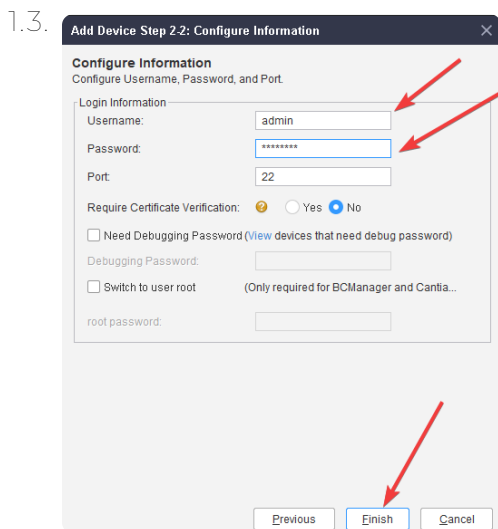 1.3.
Add Device Step 2-2: Configure Information
Configure Information
Configure Username, Password, and Port.
Login Information
Username: admin
Password: ********
Port: 22
Require Certificate Verification: Yes No
Need Debugging Password (View devices that need debug password)
Debugging Password:
Switch to user root (Only required for BCManager and Cantia...
root password:
Previous Finish Cancel